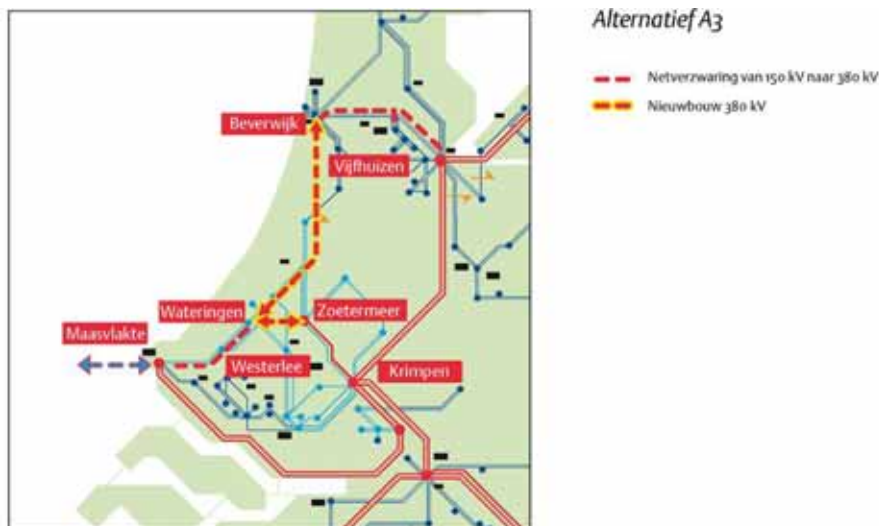 Alternatief A3
Netverzwaring van 150 kV naar 380 kV
Nieuwbouw 380 kV
Beverwijk
Vijfhuizen
Wateringen
Zoetermeer
Maasvlakte
Westerlee
Krimpen